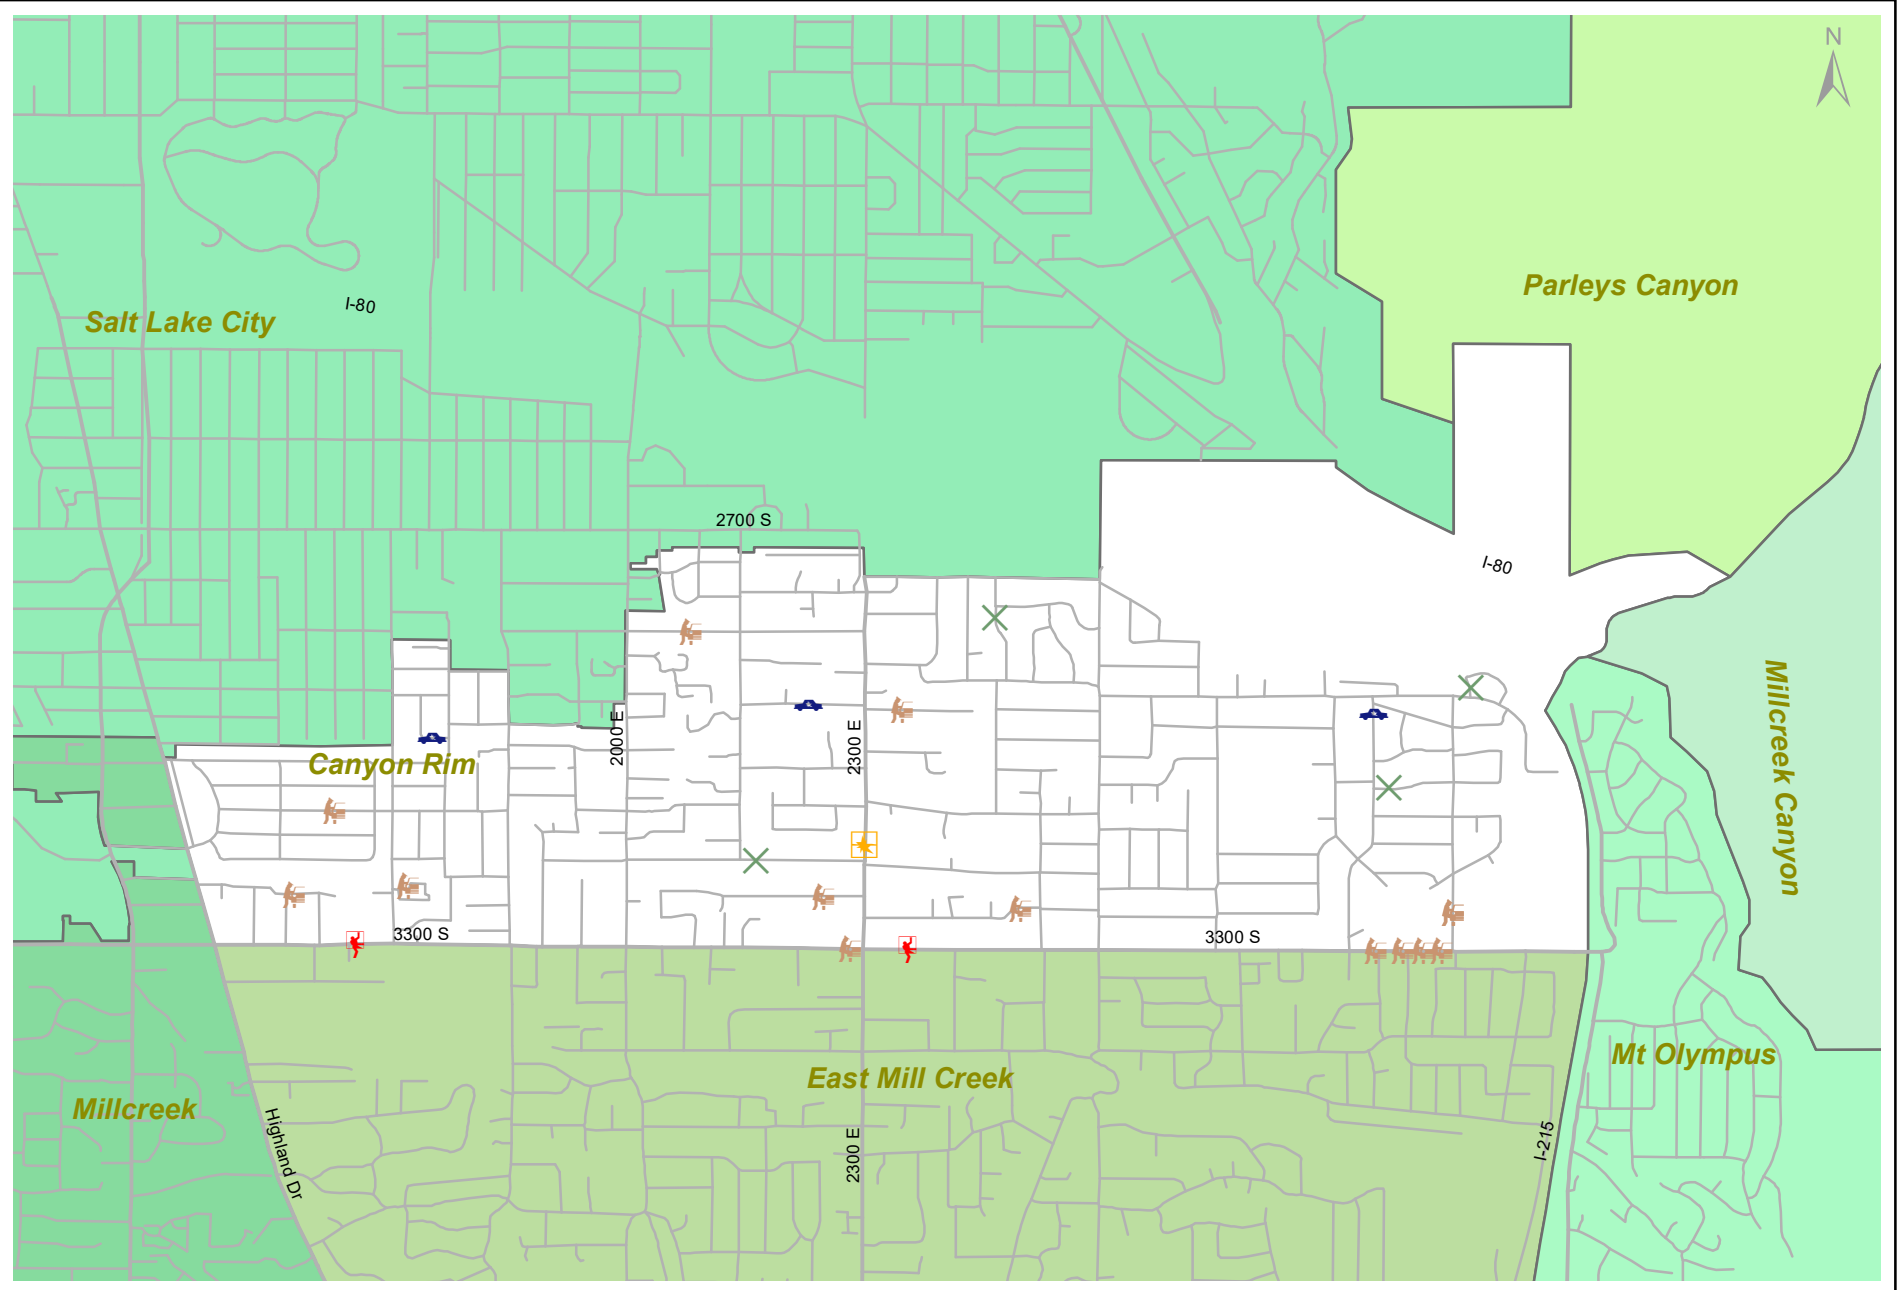 N
Parleys Canyon
I-80
Salt Lake City
2700 S
I-80
Millcreek Canyon
2000 E
2300 E
Canyon Rim
3300 S
3300 S
Mt Olympus
East Mill Creek
Millcreek
Highland Dr
2300 E
I-215